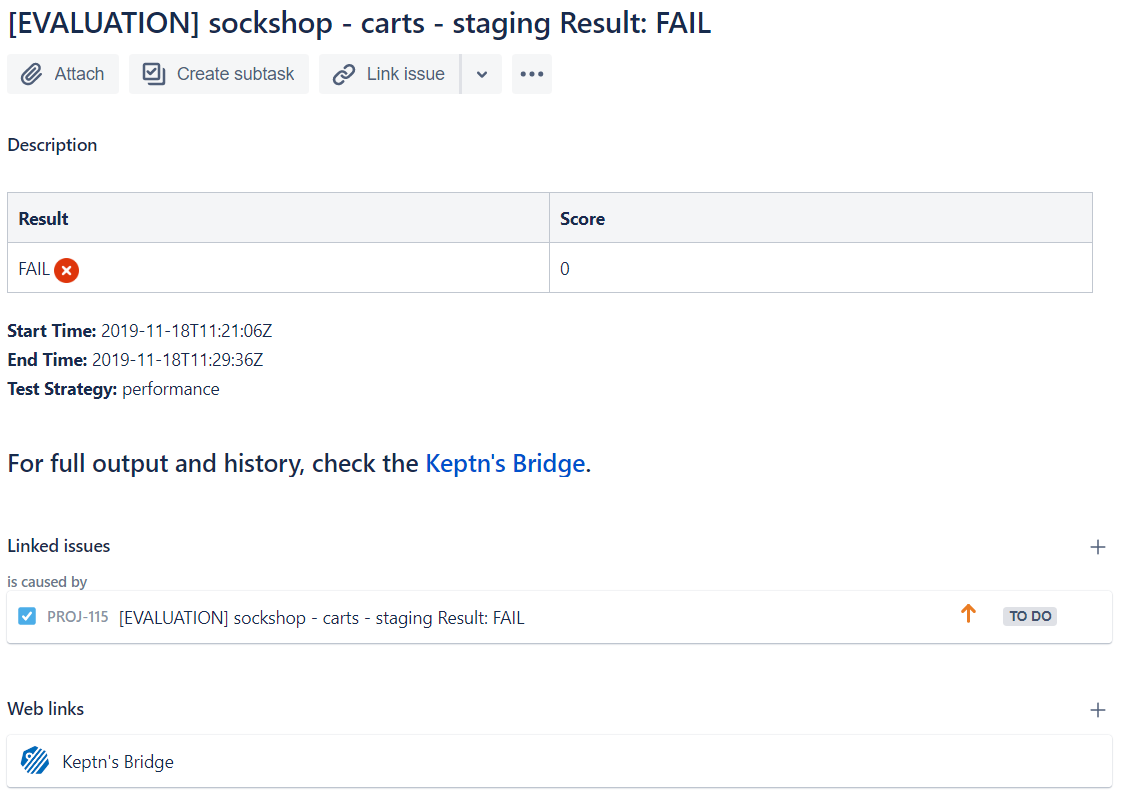 [EVALUATION] sockshop - carts - staging Result: FAIL
Attach Create subtask Link issue
Description
Result Score
FAIL 0
Start Time: 2019-11-18T11:21:06Z
End Time: 2019-11-18T11:29:36Z
Test Strategy: performance
For full output and history, check the Keptn's Bridge.
Linked issues
is caused by
PROJ-115 [EVALUATION] sockshop - carts - staging Result: FAIL TO DO
Web links
Keptn's Bridge